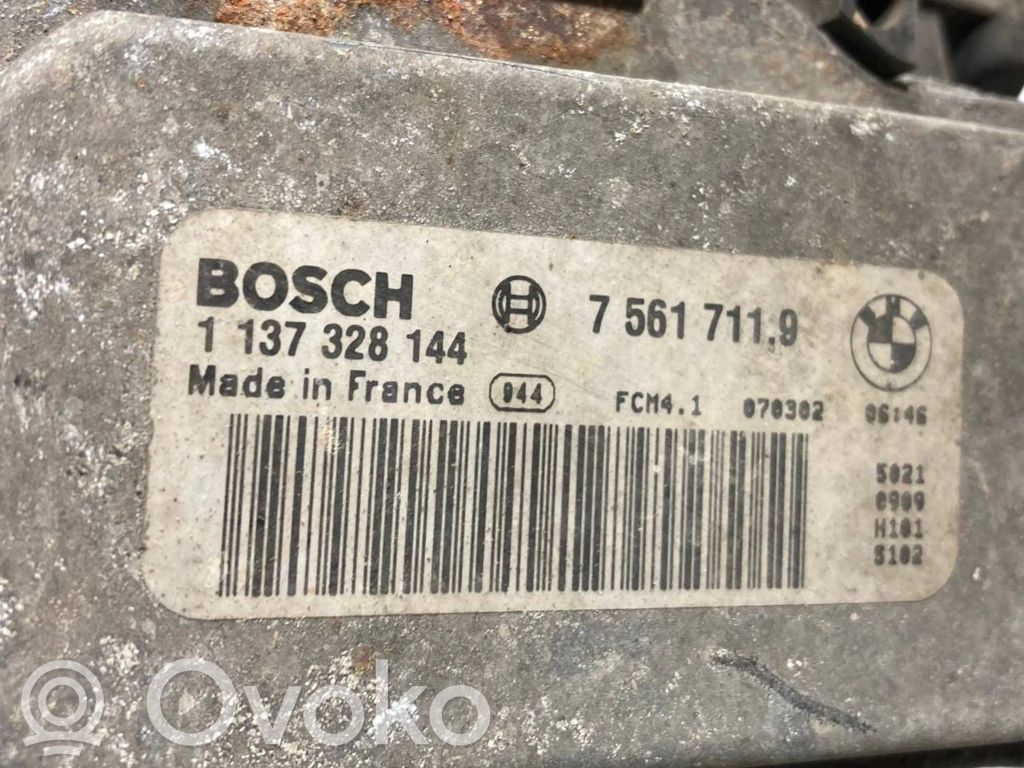 BOSCH 7 561 711.9
1 137 328 144
Made in France 944 FCM4.1 070302 06:46
5021
0909
H101
S102
Ovoko